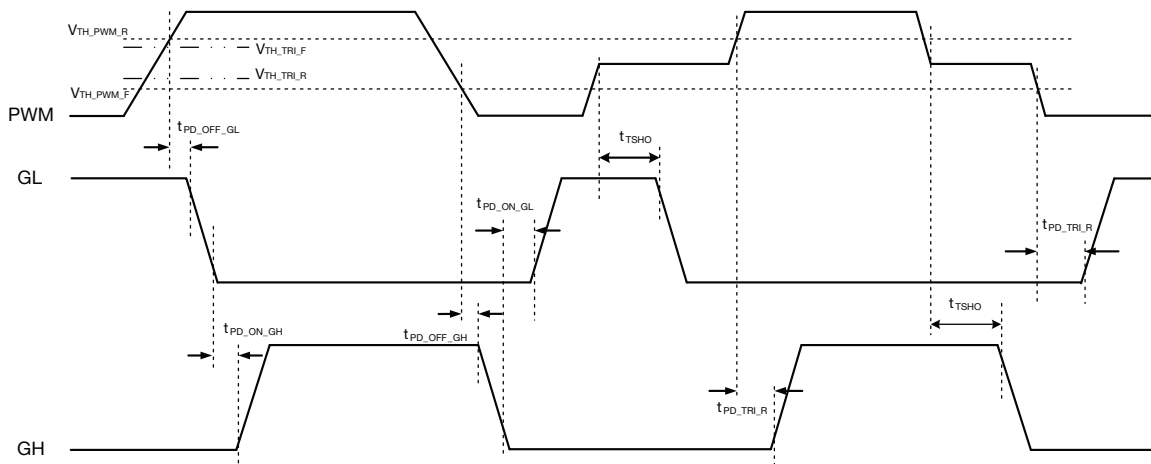 VTH_PWM_R
VTH_TRI_F
VTH_TRI_R
VTH_PWM_F
PWM
tPD_OFF_GL
tTSHO
GL
tPD_ON_GL
tPD_TRI_R
tTSHO
tPD_ON_GH
tPD_OFF_GH
tPD_TRI_R
GH